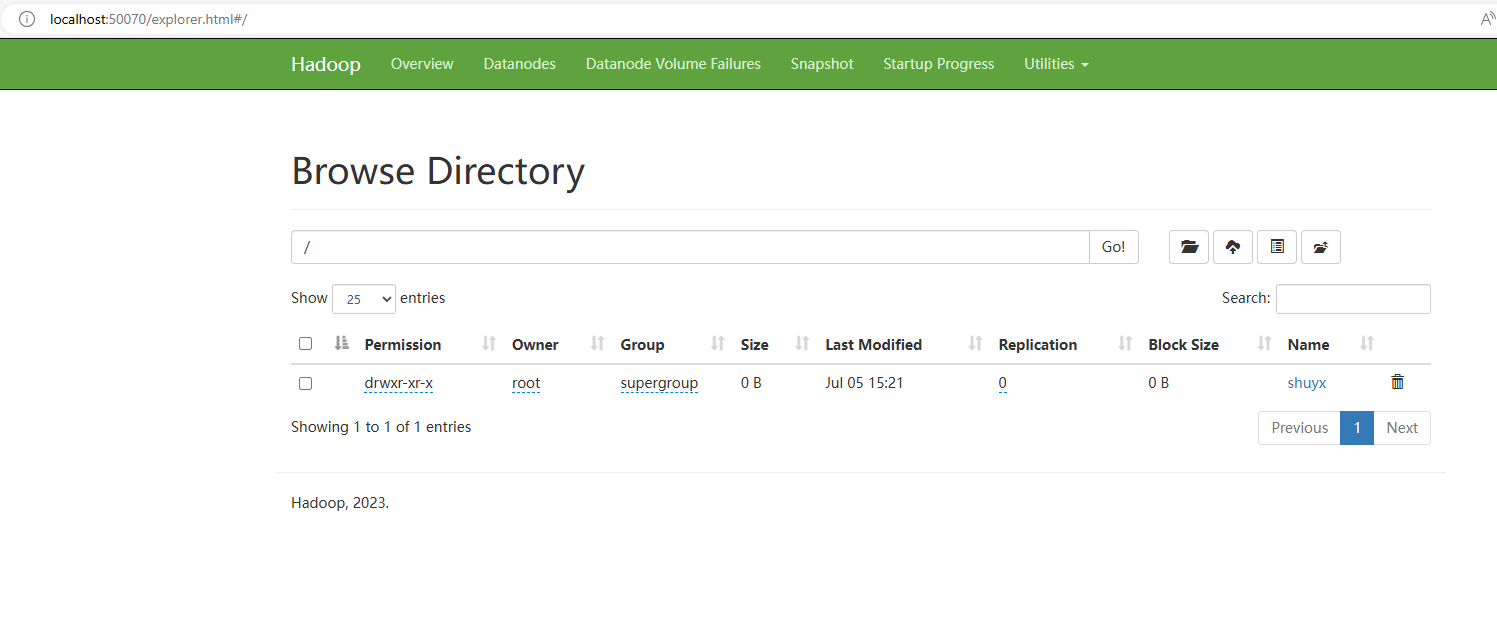 localhost:50070/explorer.html#/
Hadoop Overview Datanodes Datanode Volume Failures Snapshot Startup Progress Utilities
Browse Directory
/ Go!
Show 25 entries Search:
Permission Owner Group Size Last Modified Replication Block Size Name
drwxr-xr-x root supergroup 0 B Jul 05 15:21 0 0 B shuyx
Showing 1 to 1 of 1 entries Previous 1 Next
Hadoop, 2023.